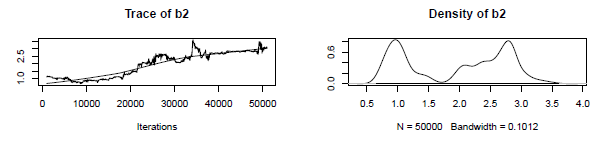 Trace of b2
2.5
1.0
0 10000 20000 30000 40000 50000
Iterations
Density of b2
0.6
0.0
0.5 1.0 1.5 2.0 2.5 3.0 3.5 4.0
N = 50000 Bandwidth = 0.1012